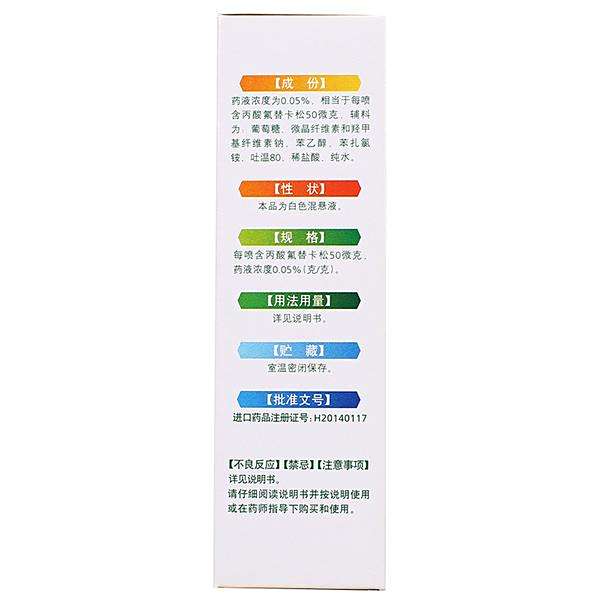 【成 份】
药液浓度为0.05%，相当于每喷
含丙酸氟替卡松50微克，辅料
为：葡萄糖、微晶纤维素和羟甲
基纤维素钠、苯乙醇、苯扎氯
铵、吐温80、稀盐酸、纯水。
【性 状】
本品为白色混悬液。
【规 格】
每喷含丙酸氟替卡松50微克，
药液浓度0.05%(克/克)。
【用法用量】
详见说明书。
【贮 藏】
室温密闭保存。
【批准文号】
进口药品注册证号：H20140117
【不良反应】【禁忌】【注意事项】
详见说明书。
请仔细阅读说明书并按说明使用
或在药师指导下购买和使用。